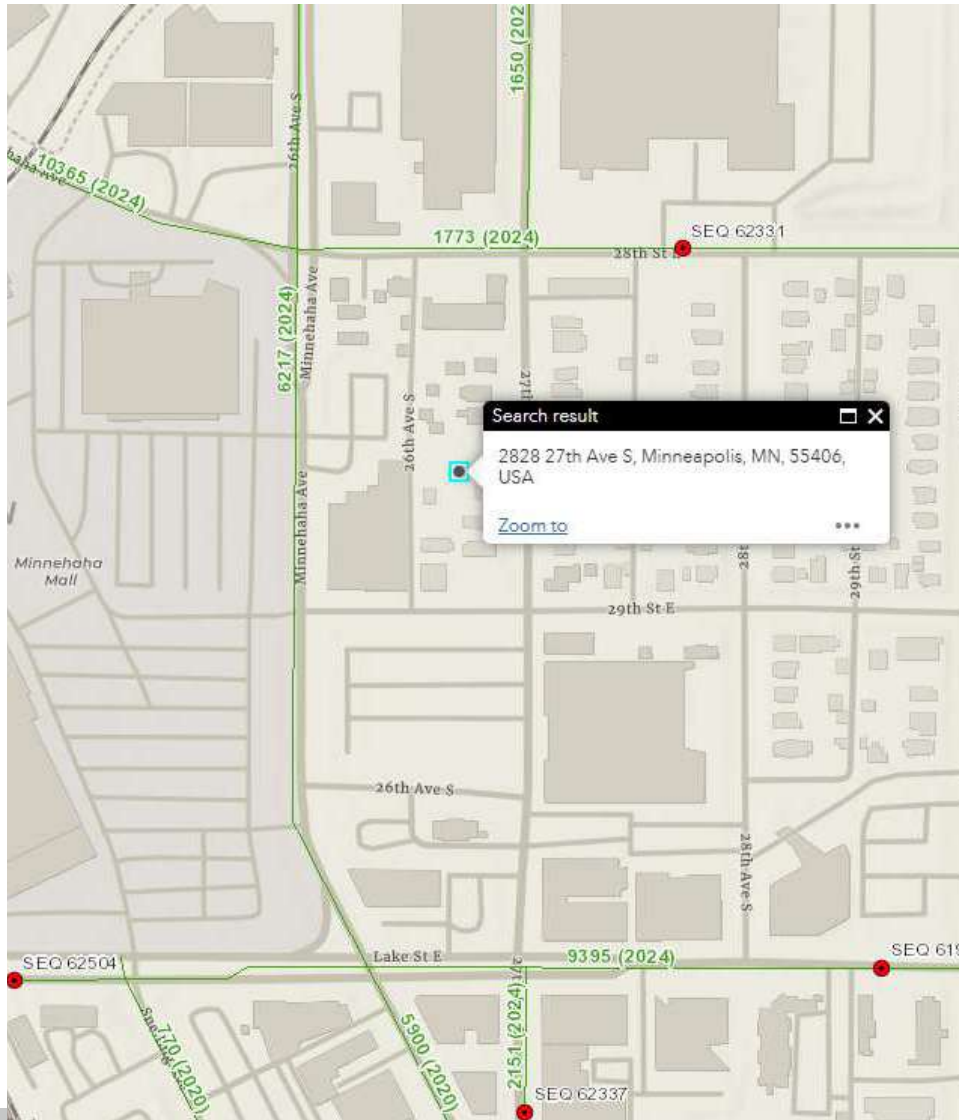 1650 (202
26th Ave S
haha Ave
10365 (2024)
1773 (2024)
SEQ 62331
28th St E
6217 (2024)
Minnehaha Ave
27th
Search result
2828 27th Ave S, Minneapolis, MN, 55406,
USA
Zoom to
26th Ave S
Minnehaha Ave
Minnehaha
Mall
28th
29th St
29th St E
26th Ave S
28th Ave S
SEQ 62504
Lake St E
9395 (2024)
SEQ 619
27t
770 (2020)
5900 (2020)
2151 (2024)
SEQ 62337